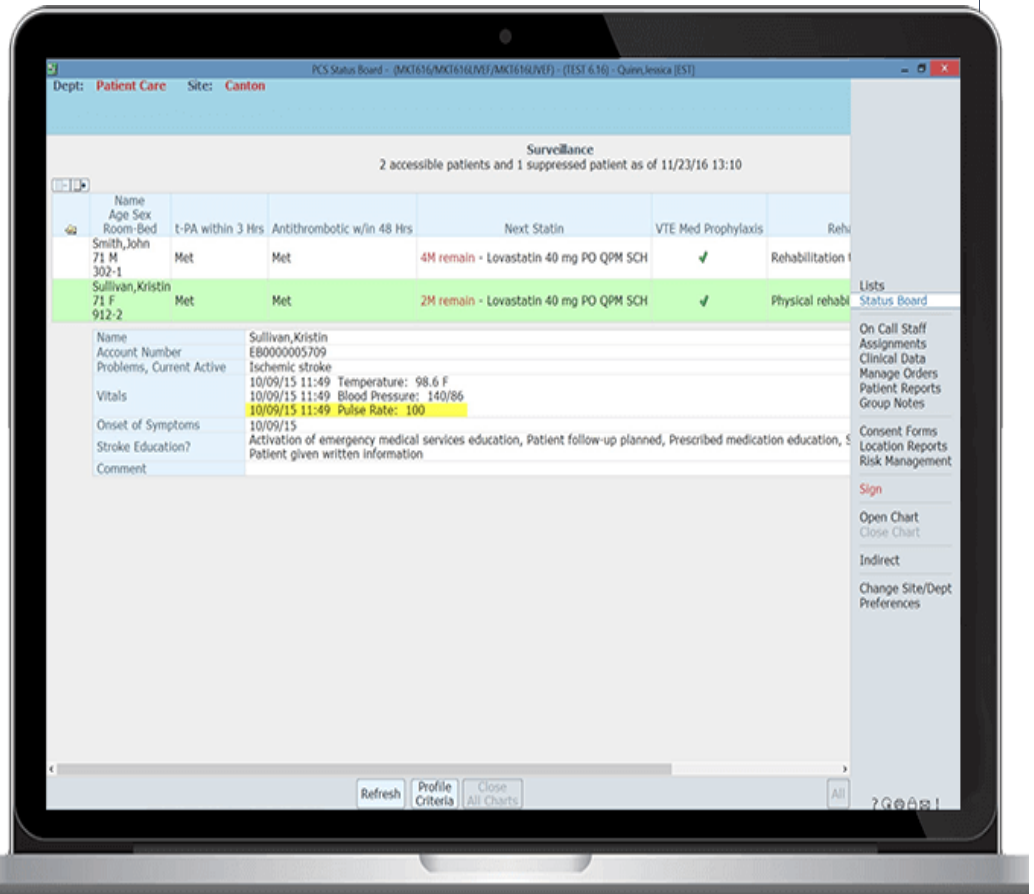 PCS Status Board - (MKT616/MKT616LIVEF/MKT616LIVEF) - (TEST 6.16) - Quinn,Jessica [EST]
Dept: Patient Care Site: Canton
Surveillance
2 accessible patients and 1 suppressed patient as of 11/23/16 13:10
Name
Age Sex
Room-Bed t-PA within 3 Hrs Antithrombotic w/in 48 Hrs Next Statin VTE Med Prophylaxis Reha
Smith,John
71 M Met Met 4M remain - Lovastatin 40 mg PO QPM SCH ✔ Rehabilitation
302-1
Sullivan,Kristin
71 F Met Met 2M remain - Lovastatin 40 mg PO QPM SCH ✔ Physical rehabi
912-2
Name Sullivan,Kristin
Account Number EB0000005709
Problems, Current Active Ischemic stroke
Vitals
10/09/15 11:49 Temperature: 98.6 F
10/09/15 11:49 Blood Pressure: 140/86
10/09/15 11:49 Pulse Rate: 100
Onset of Symptoms 10/09/15
Stroke Education? Activation of emergency medical services education, Patient follow-up planned, Prescribed medication education, S
Patient given written information
Comment
Lists
Status Board
On Call Staff
Assignments
Clinical Data
Manage Orders
Patient Reports
Group Notes
Consent Forms
Location Reports
Risk Management
Sign
Open Chart
Close Chart
Indirect
Change Site/Dept
Preferences
Refresh
Profile
Criteria
Close
All Charts
All